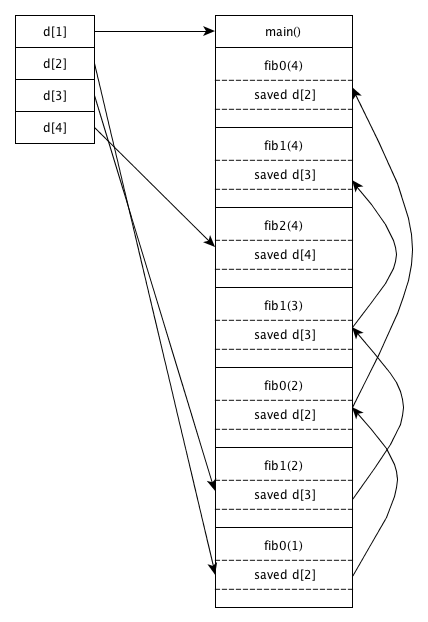 d[1]
d[2]
d[3]
d[4]
main()
fib0(4)
saved d[2]
fib1(4)
saved d[3]
fib2(4)
saved d[4]
fib1(3)
saved d[3]
fib0(2)
saved d[2]
fib1(2)
saved d[3]
fib0(1)
saved d[2]